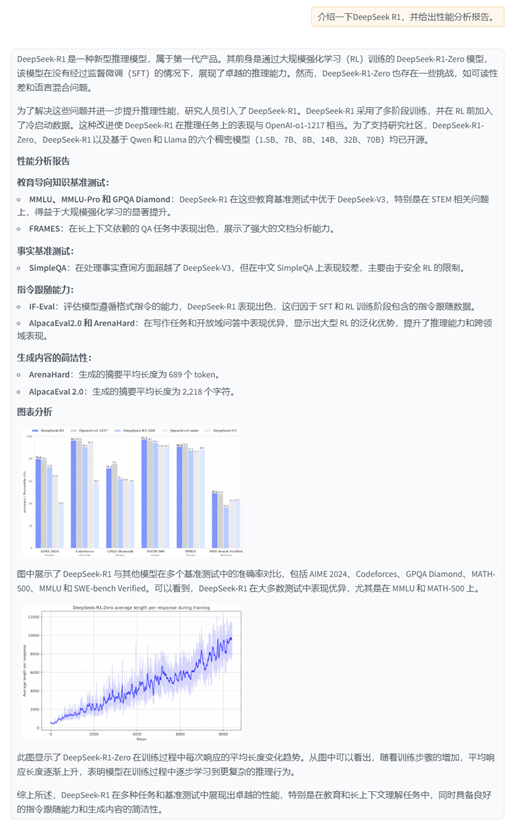 介绍一下DeepSeek R1，并给出性能分析报告。
DeepSeek-R1 是一种新型推理模型，属于第一代产品。其前身是通过大规模强化学习（RL）训练的 DeepSeek-R1-Zero 模型，
该模型在没有经过监督微调（SFT）的情况下，展现了卓越的推理能力。然而，DeepSeek-R1-Zero 也存在一些挑战，如可读性
差和语言混合问题。
为了解决这些问题并进一步提升推理性能，研究人员引入了 DeepSeek-R1。DeepSeek-R1 采用了多阶段训练，并在 RL 前加入
了冷启动数据。这种改进使 DeepSeek-R1 在推理任务上的表现与 OpenAI-o1-1217 相当。为了支持研究社区，DeepSeek-R1-
Zero、DeepSeek-R1 以及基于 Qwen 和 Llama 的六个稠密模型（1.5B、7B、8B、14B、32B、70B）均已开源。
性能分析报告
教育导向知识基准测试：
MMLU、MMLU-Pro 和 GPQA Diamond：DeepSeek-R1 在这些教育基准测试中优于 DeepSeek-V3，特别是在 STEM 相关问题
上，得益于大规模强化学习的显著提升。
FRAMES：在长上下文依赖的 QA 任务中表现出色，展示了强大的文档分析能力。
事实基准测试：
SimpleQA：在处理事实查询方面超越了 DeepSeek-V3，但在中文 SimpleQA 上表现较差，主要由于安全 RL 的限制。
指令跟随能力：
IF-Eval：评估模型遵循格式指令的能力，DeepSeek-R1 表现出色，这归因于 SFT 和 RL 训练阶段包含的指令跟随数据。
AlpacaEval2.0 和 ArenaHard：在写作任务和开放域问答中表现优异，显示出大型 RL 的泛化优势，提升了推理能力和跨领
域表现。
生成内容的简洁性：
ArenaHard：生成的摘要平均长度为 689 个 token。
AlpacaEval 2.0：生成的摘要平均长度为 2,218 个字符。
图表分析
DeepSeek-R1 OpenAI-o1-1217 DeepSeek-R1-32B OpenAI-o1-mini DeepSeek-V3
AIME 2024 Codeforces GPQA Diamond MATH-500 MMLU SWE-bench Verified
图中展示了 DeepSeek-R1 与其他模型在多个基准测试中的准确率对比，包括 AIME 2024、Codeforces、GPQA Diamond、MATH-
500、MMLU 和 SWE-bench Verified。可以看到，DeepSeek-R1 在大多数测试中表现优异，尤其是在 MMLU 和 MATH-500 上。
DeepSeek-R1-Zero average length per response during training
Average length per response
12000
10000
8000
6000
4000
2000
0
0 2000 4000 6000 8000
Steps
此图显示了 DeepSeek-R1-Zero 在训练过程中每次响应的平均长度变化趋势。从图中可以看出，随着训练步骤的增加，平均响
应长度逐渐上升，表明模型在训练过程中逐步学习到更复杂的推理行为。
综上所述，DeepSeek-R1 在多种任务和基准测试中展现出卓越的性能，特别是在教育和长上下文理解任务中，同时具备良好
的指令跟随能力和生成内容的简洁性。